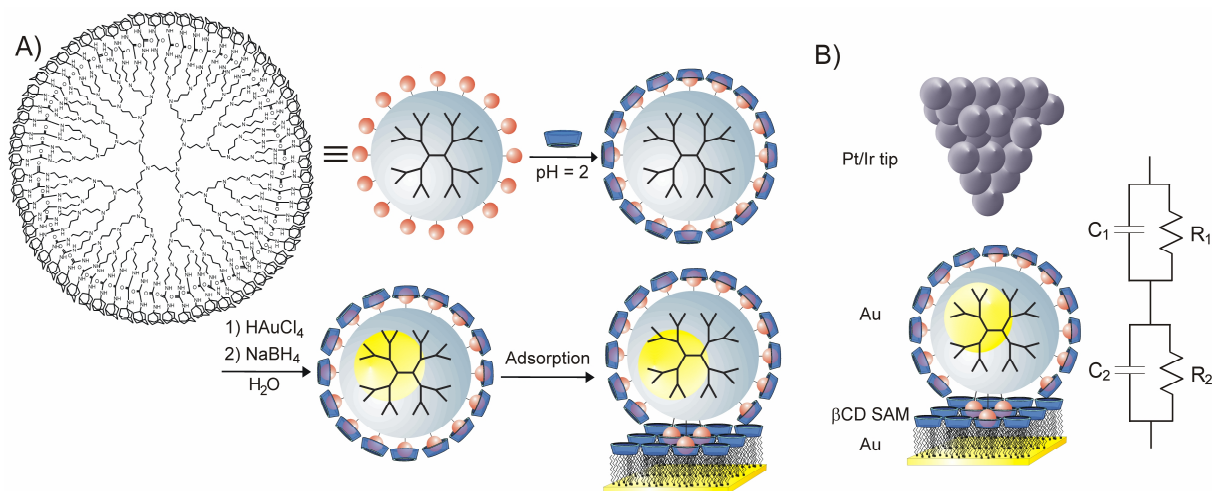 A)
pH = 2
1) HAuCl4
2) NaBH4
H2O
Adsorption
B)
Pt/Ir tip
C1
R1
Au
C2
R2
βCD SAM
Au